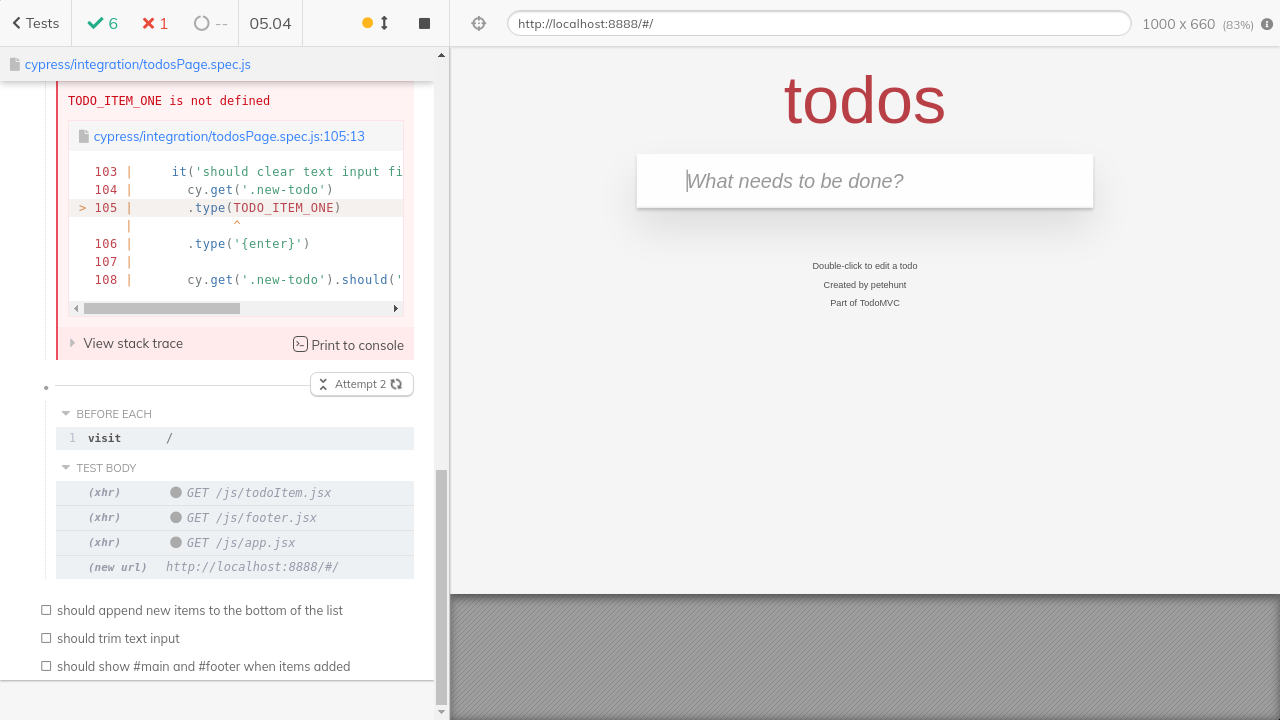 Tests 6 1 -- 05.04
cypress/integration/todosPage.spec.js
TODO_ITEM_ONE is not defined
cypress/integration/todosPage.spec.js:105:13
103 | it('should clear text input fi
104 | cy.get('.new-todo')
> 105 | .type(TODO_ITEM_ONE)
| ^
106 | .type('{enter}')
107 |
108 | cy.get('.new-todo').should('
View stack trace
Print to console
Attempt 2
BEFORE EACH
1 visit /
TEST BODY
(xhr) GET /js/todoItem.jsx
(xhr) GET /js/footer.jsx
(xhr) GET /js/app.jsx
(new url) http://localhost:8888/#/
should append new items to the bottom of the list
should trim text input
should show #main and #footer when items added
http://localhost:8888/#/
1000 x 660 (83%)
todos
What needs to be done?
Double-click to edit a todo
Created by petehunt
Part of TodoMVC